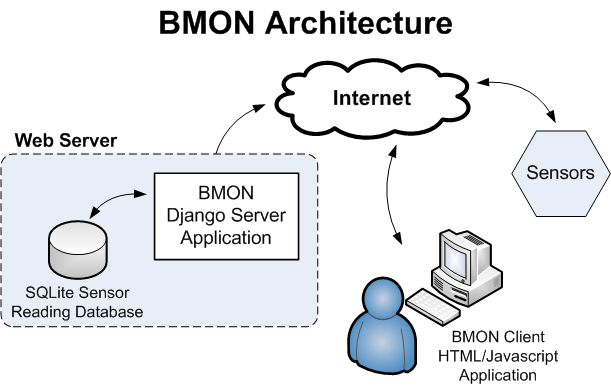 BMON Architecture
Internet
Web Server
Sensors
BMON
Django Server
Application
SQLite Sensor
Reading Database
BMON Client
HTML/Javascript
Application